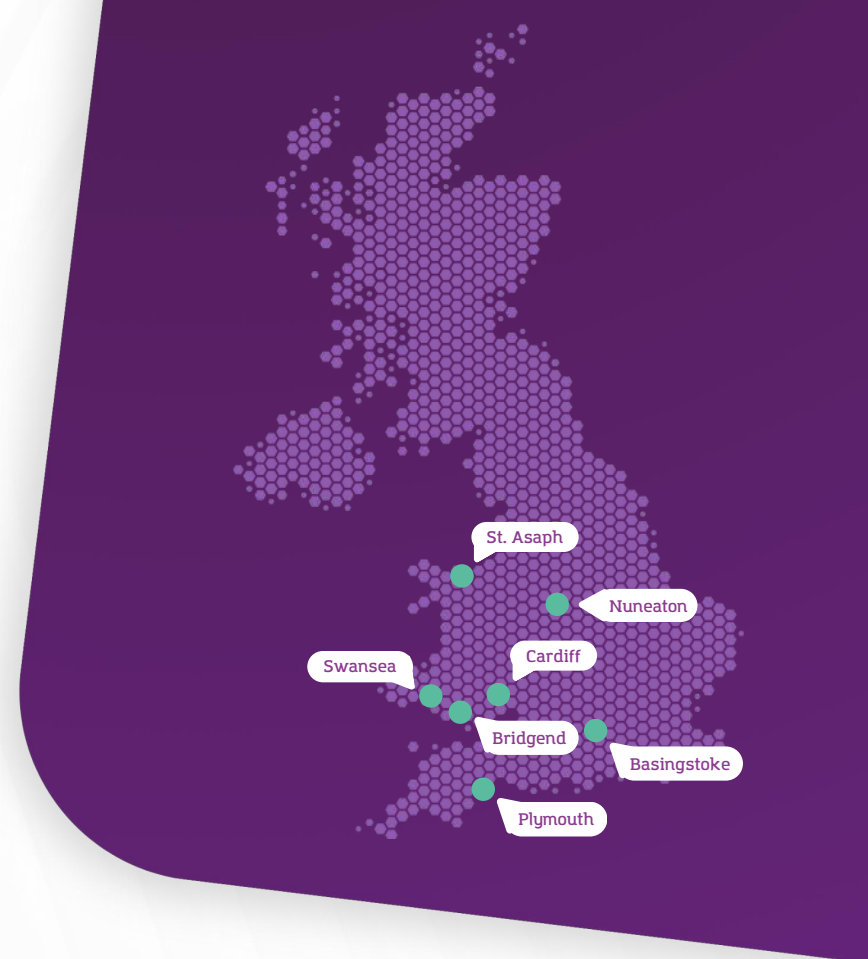 St. Asaph
Nuneaton
Cardiff
Swansea
Bridgend
Basingstoke
Plymouth